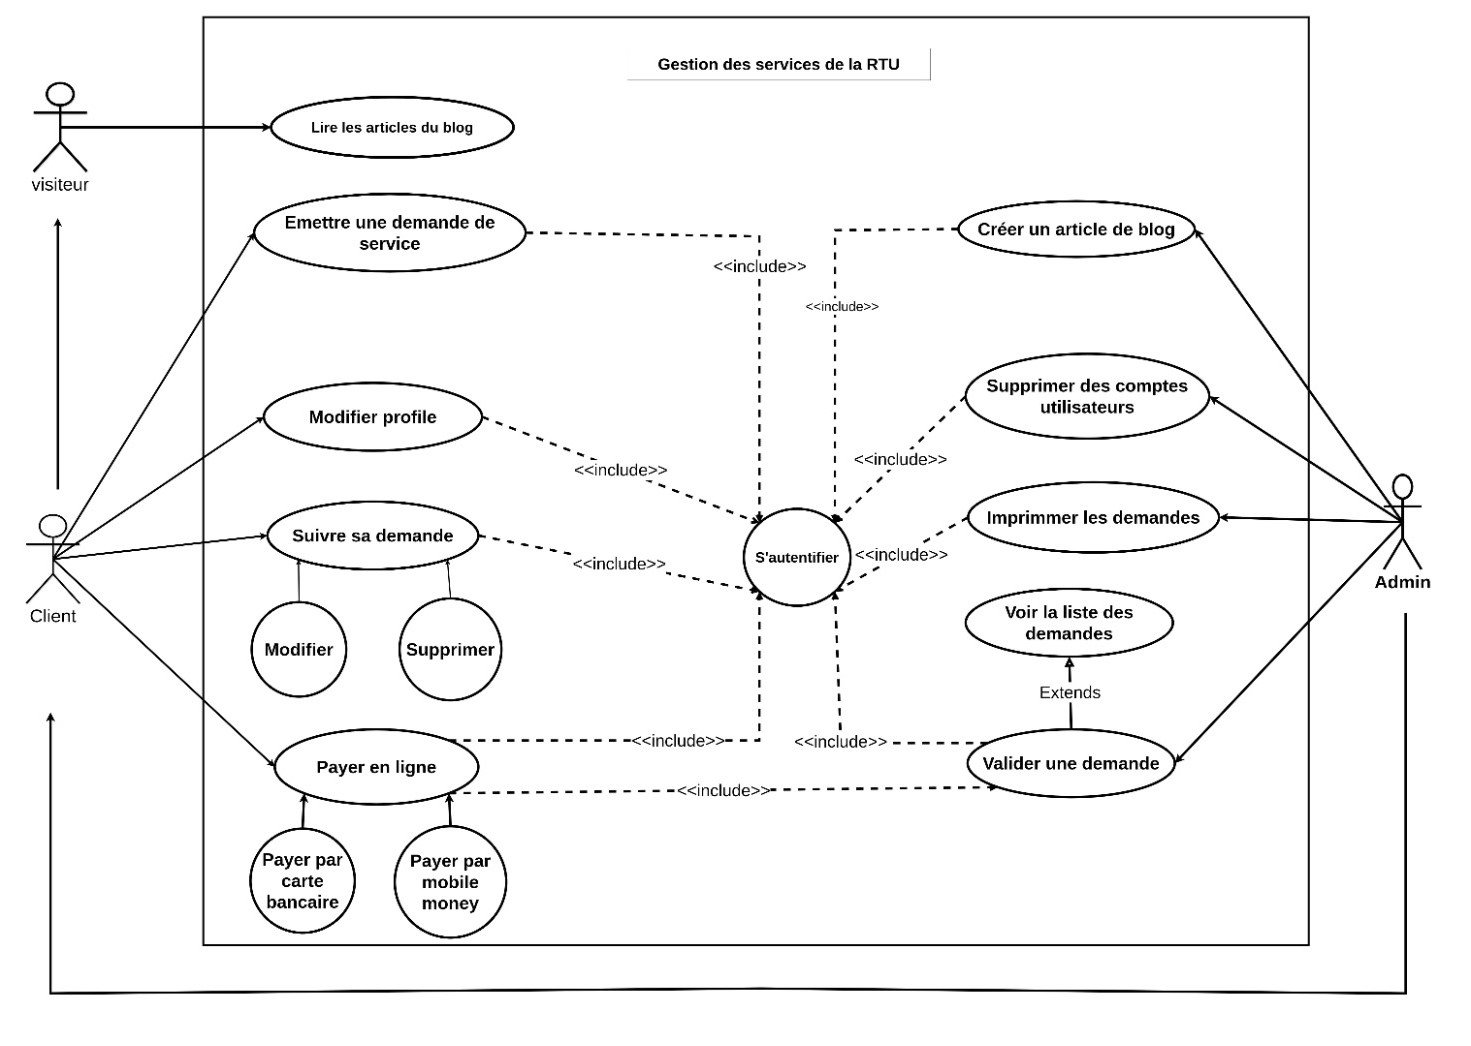 Gestion des services de la RTU
Lire les articles du blog
visiteur
Emettre une demande de
service
<<include>>
Créer un article de blog
<<include>>
Modifier profile
<<include>>
Supprimer des comptes
utilisateurs
<<include>>
Suivre sa demande
<<include>>
S'autentifier
Imprimmer les demandes
<<include>>
Client
Admin
Modifier
Supprimer
Voir la liste des
demandes
Extends
Payer en ligne
<<include>>
<<include>>
Valider une demande
<<include>>
Payer par
carte
bancaire
Payer par
mobile
money